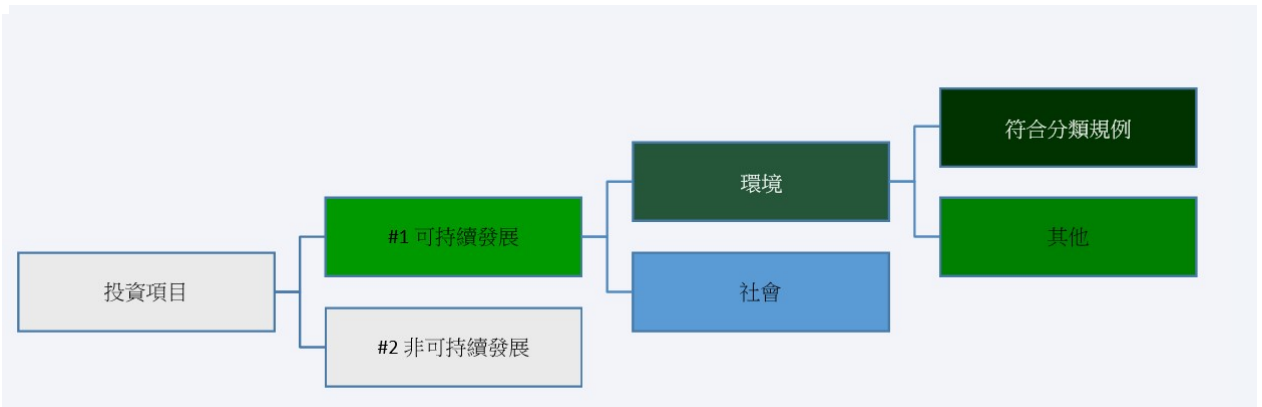 投資項目
#1 可持續發展
#2 非可持續發展
環境
社會
符合分類規例
其他